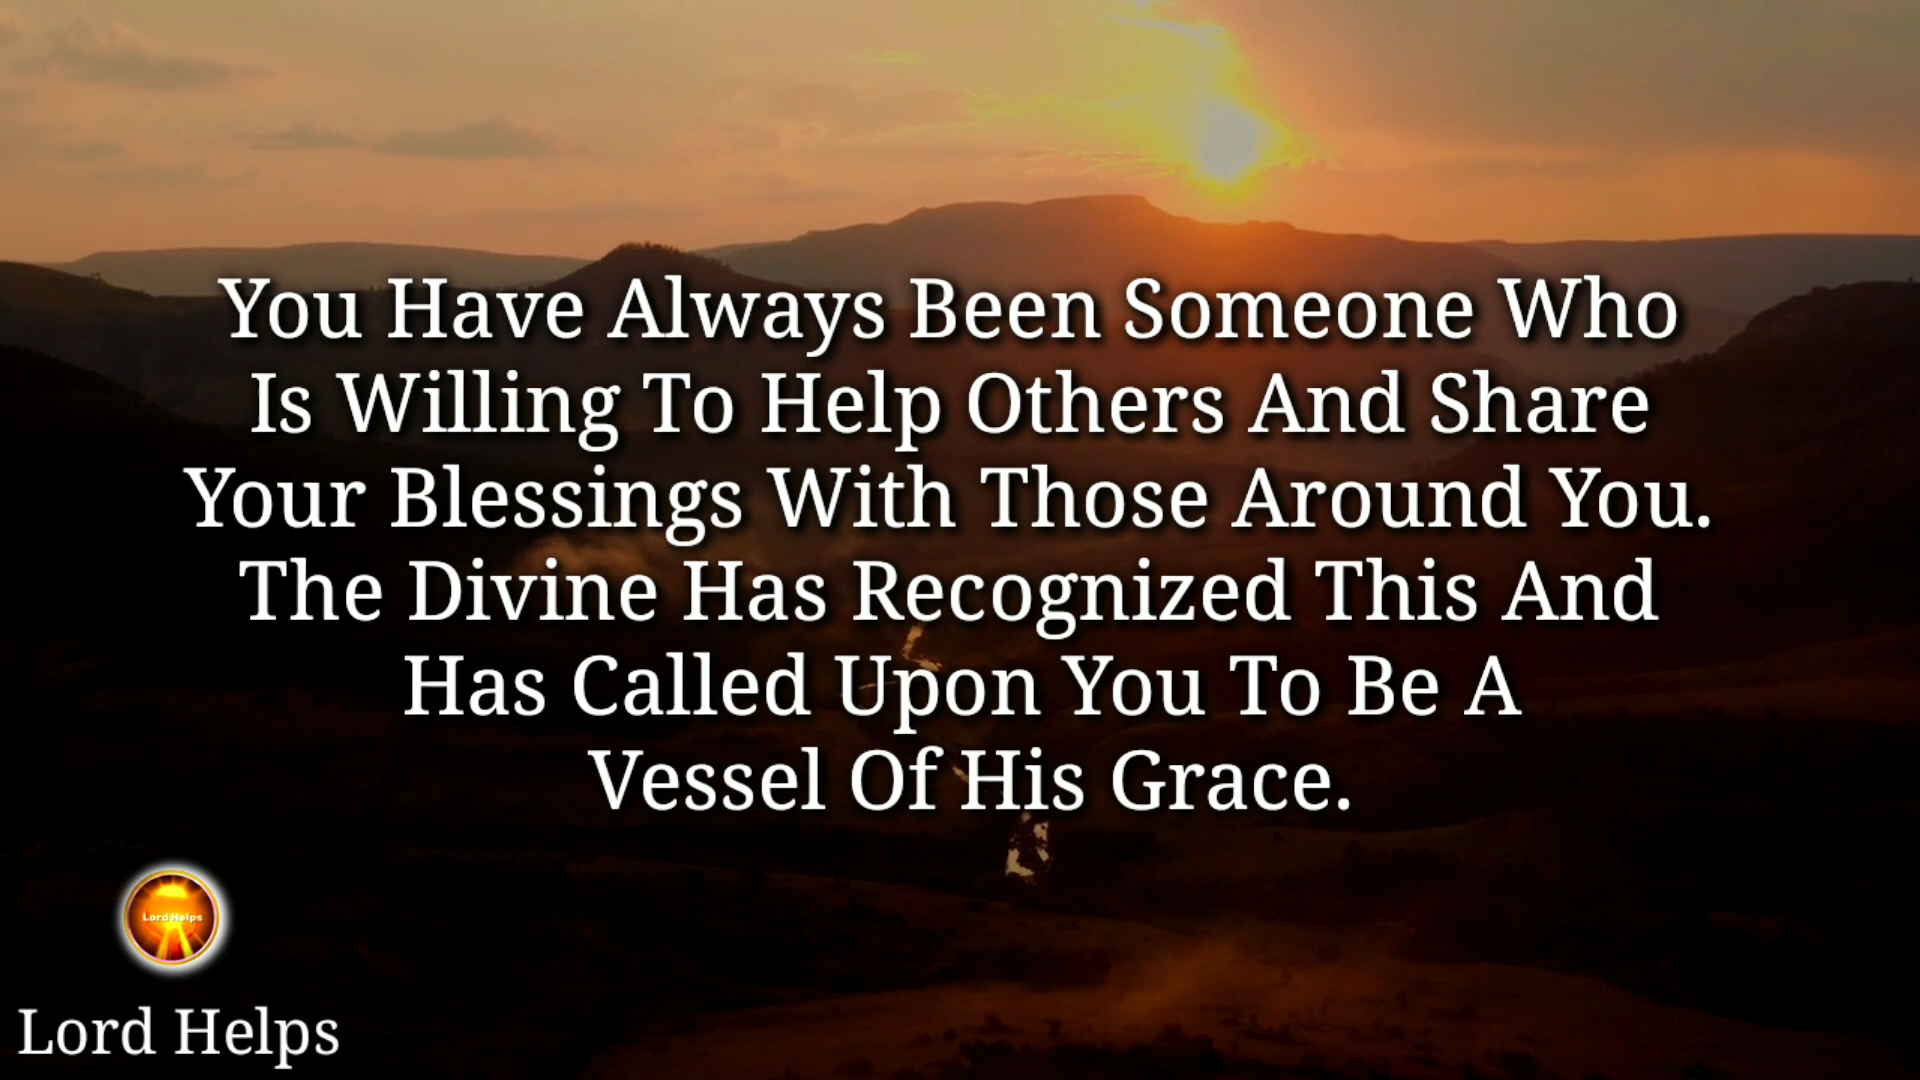 You Have Always Been Someone Who
Is Willing To Help Others And Share
Your Blessings With Those Around You.
The Divine Has Recognized This And
Has Called Upon You To Be A
Vessel Of His Grace.
Lord Helps
Lord Helps